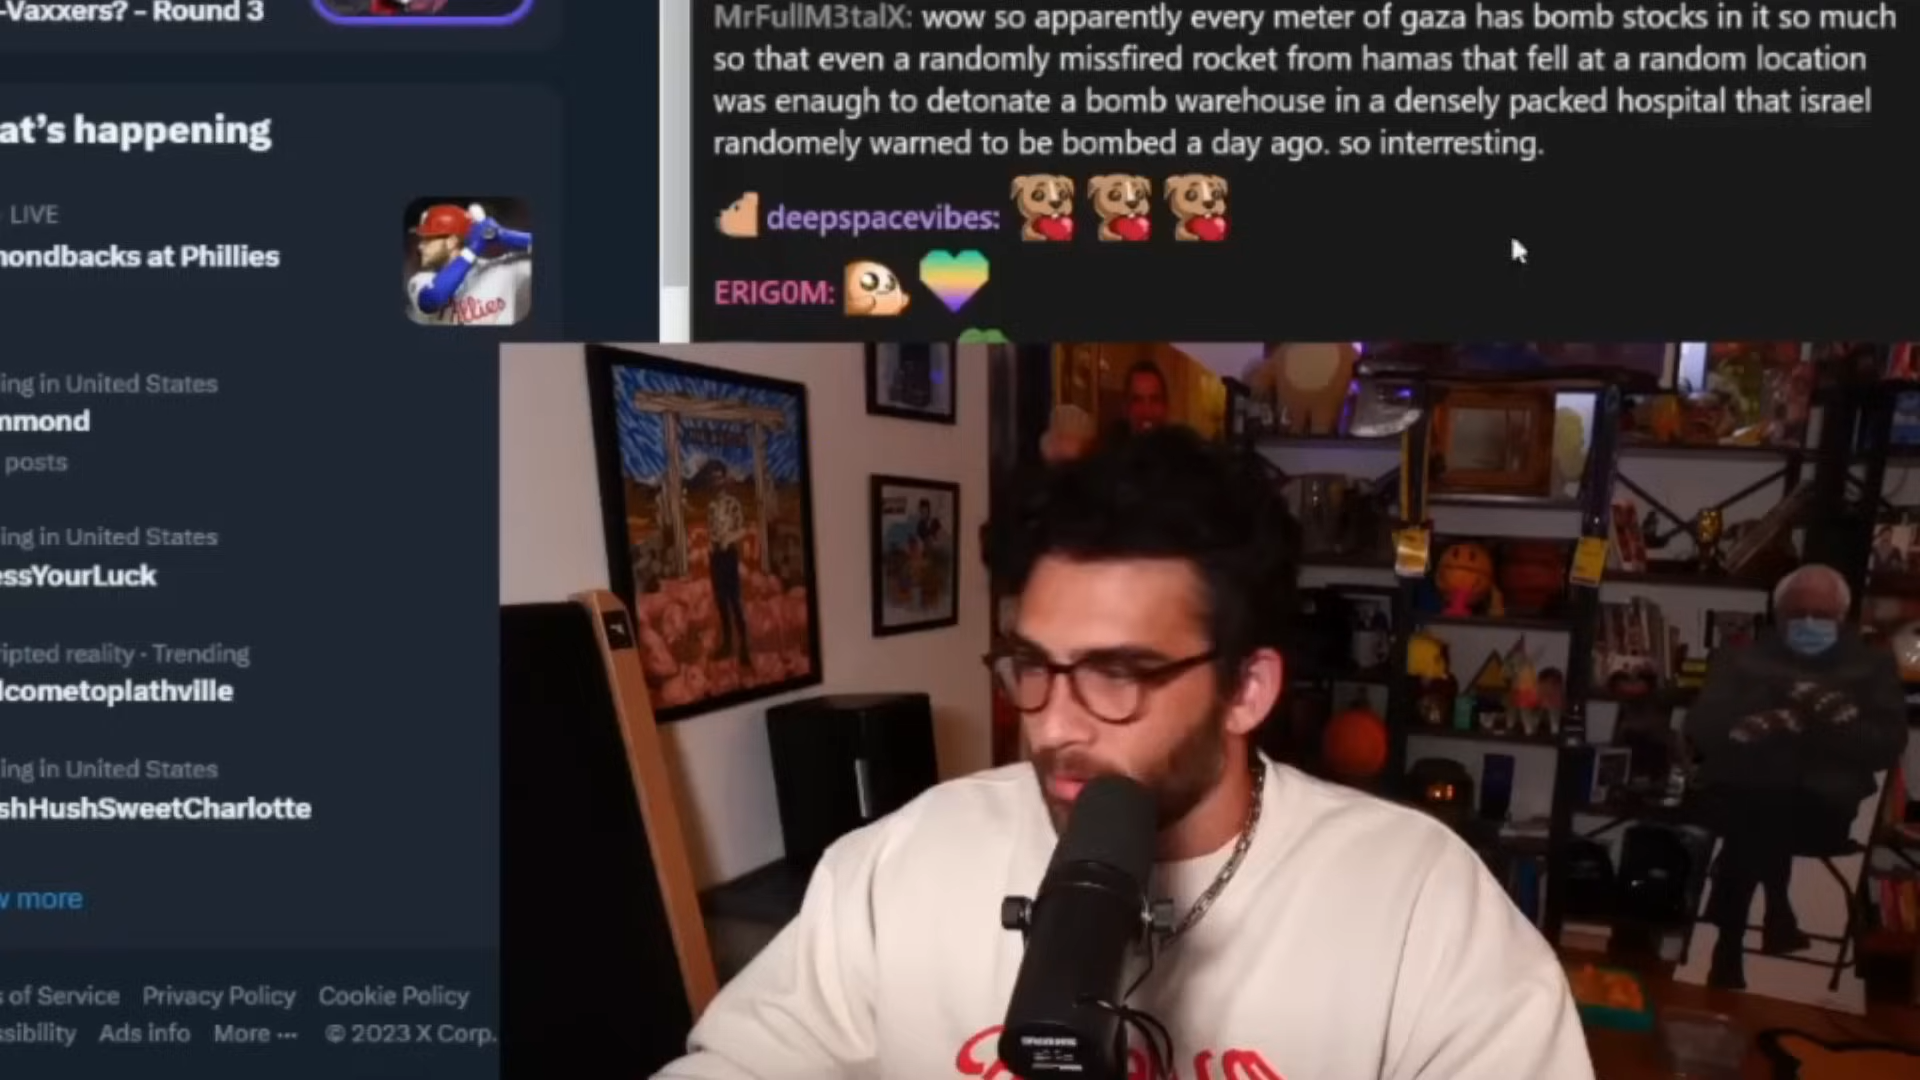 -Vaxxers? – Round 3
at's happening
LIVE
nondbacks at Phillies
ing in United States
mmond
posts
ing in United States
essYourLuck
ripted reality · Trending
lcometoplathville
ing in United States
shHushSweetCharlotte
w more
s of Service Privacy Policy Cookie Policy
ssibility Ads info More ··· © 2023 X Corp.
MrFullM3talX: wow so apparently every meter of gaza has bomb stocks in it so much
so that even a randomly missfired rocket from hamas that fell at a random location
was enaugh to detonate a bomb warehouse in a densely packed hospital that israel
randomely warned to be bombed a day ago. so interresting.
deepspacevibes:
ERIG0M: